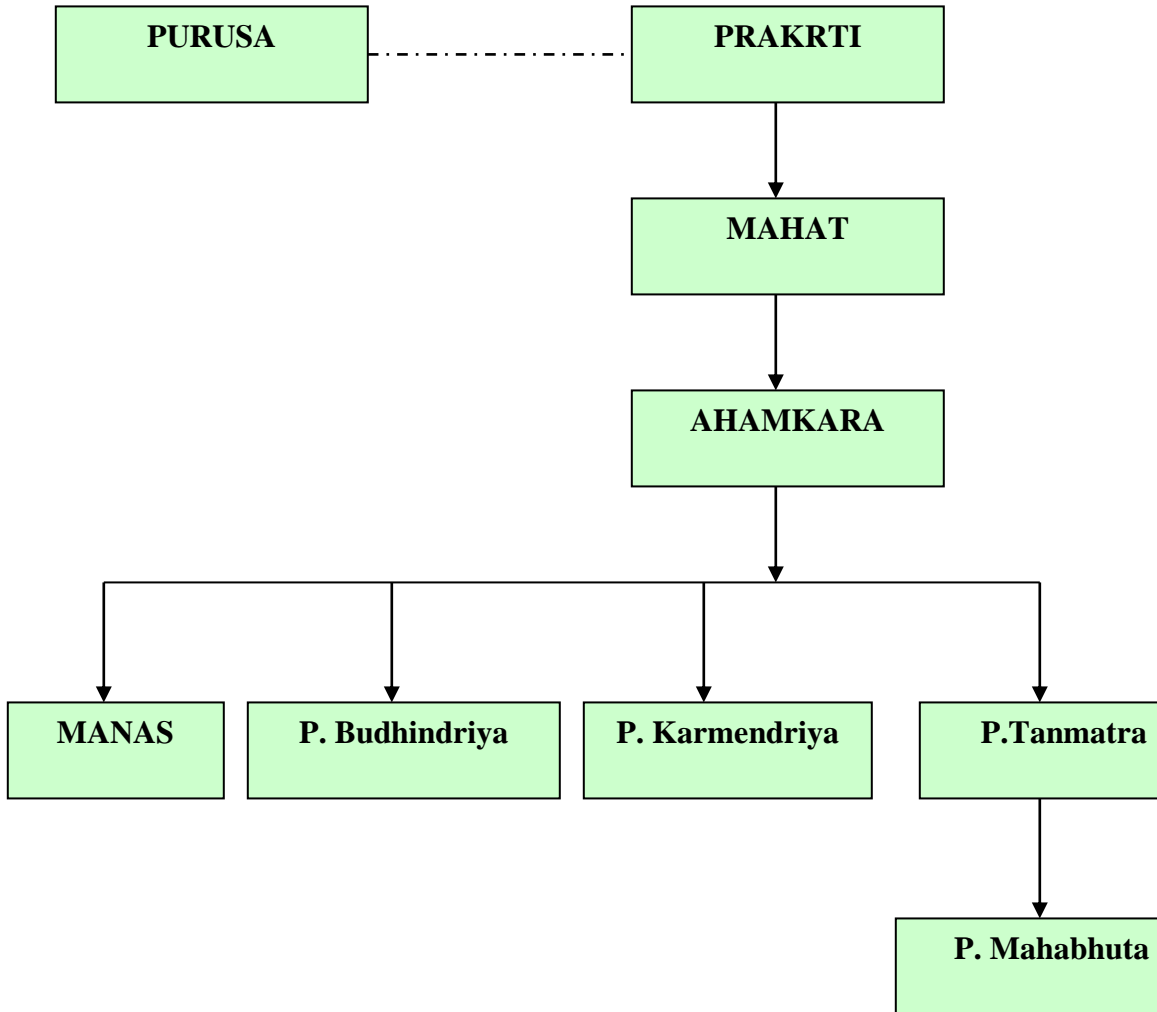 PURUSA
PRAKRTI
MAHAT
AHAMKARA
MANAS
P. Budhindriya
P. Karmendriya
P.Tanmatra
P. Mahabhuta